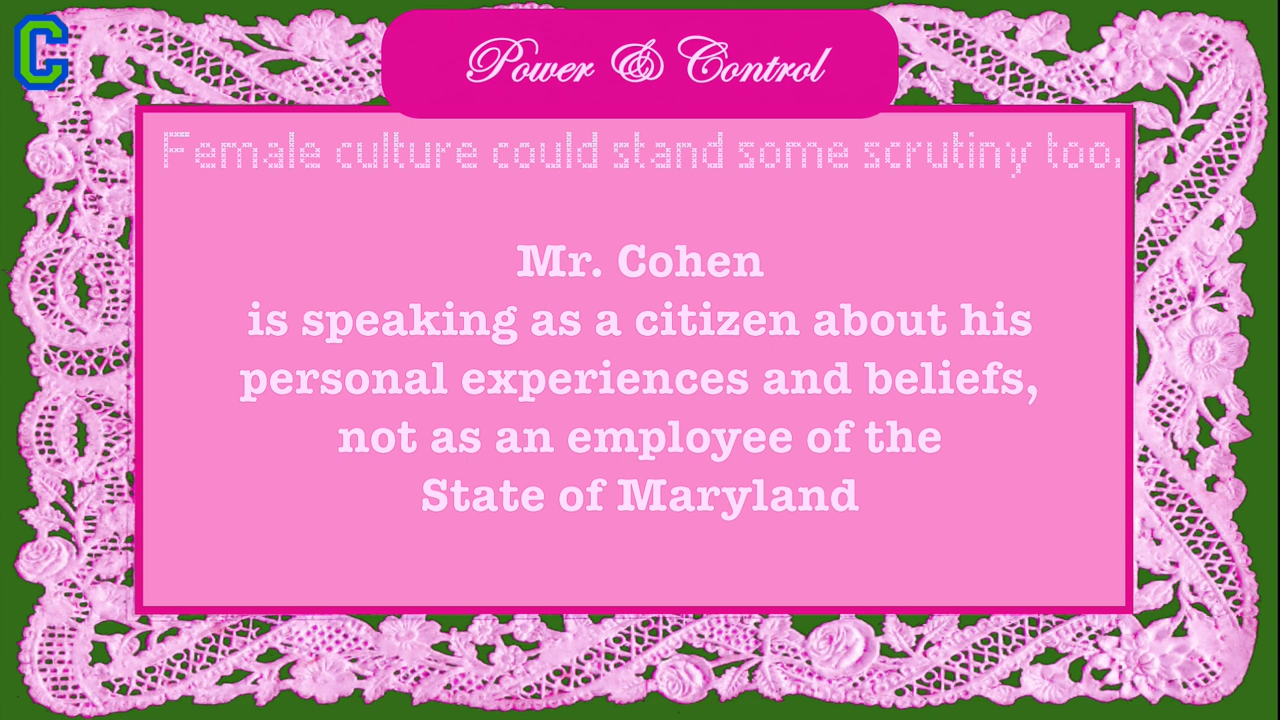 C
Power & Control
Female culture could stand some scrutiny too.
Mr. Cohen
is speaking as a citizen about his
personal experiences and beliefs,
not as an employee of the
State of Maryland